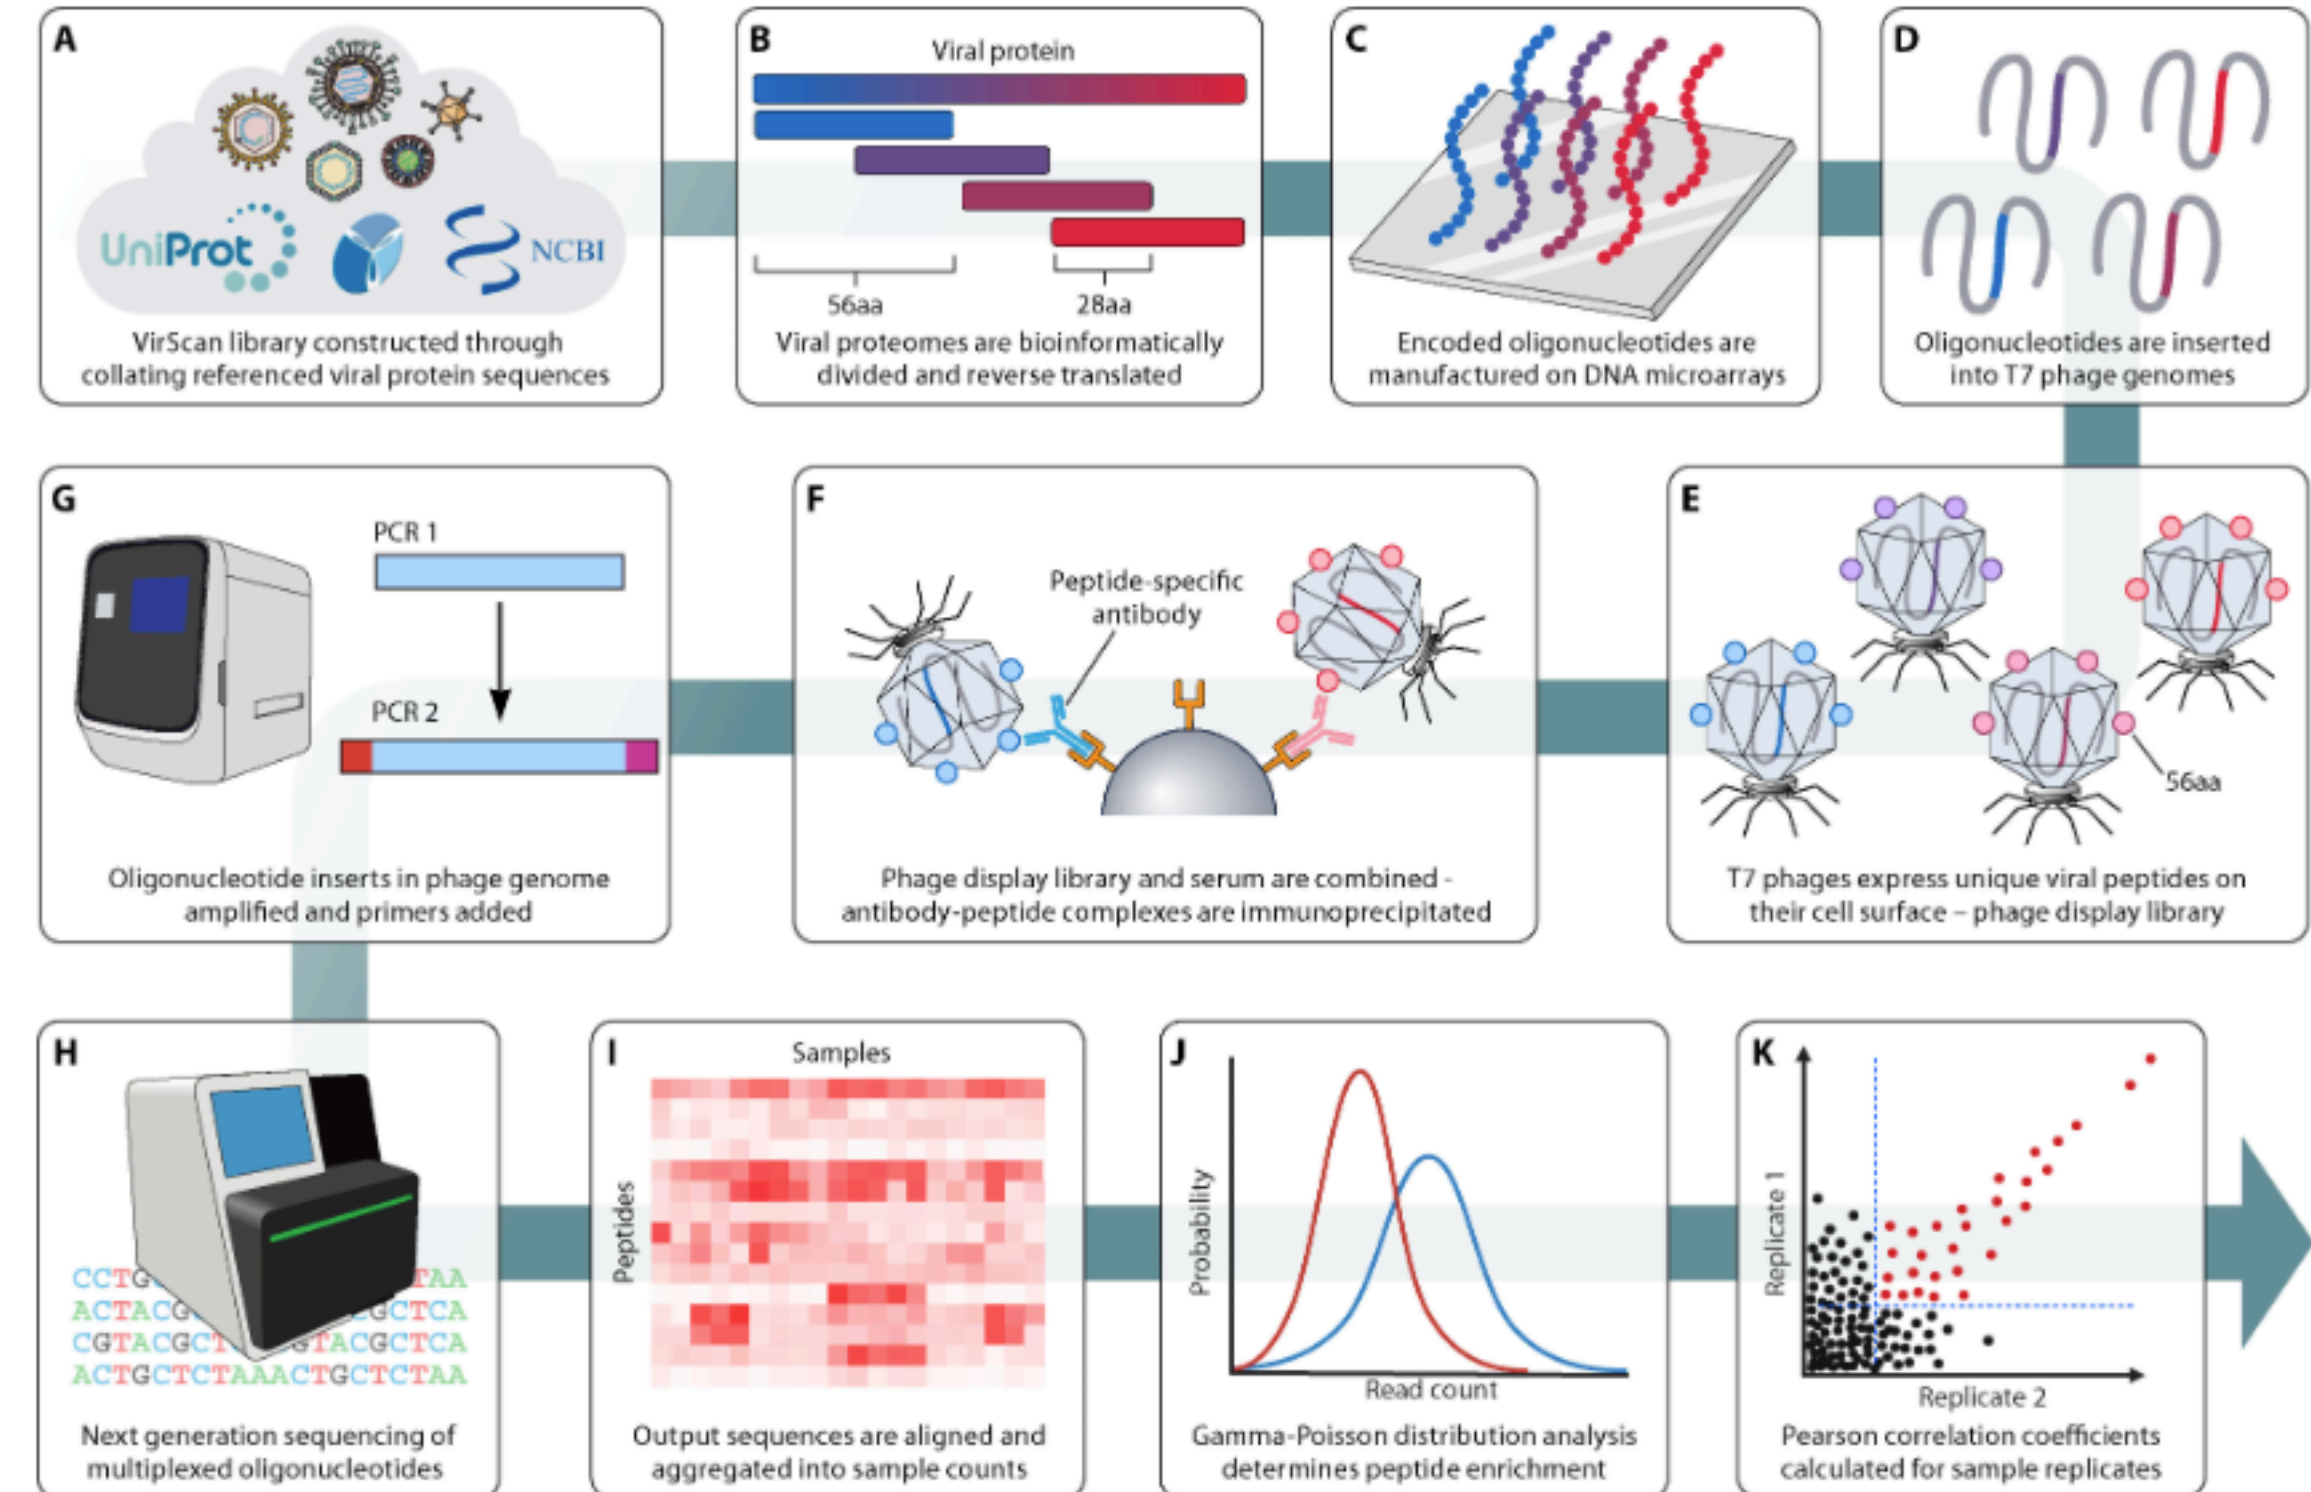 A
UniProt
NCBI
VirScan library constructed through
collating referenced viral protein sequences
B
Viral protein
56aa
28aa
Viral proteomes are bioinformatically
divided and reverse translated
C
Encoded oligonucleotides are
manufactured on DNA microarrays
D
Oligonucleotides are inserted
into T7 phage genomes
G
PCR 1
PCR 2
Oligonucleotide inserts in phage genome
amplified and primers added
F
Peptide-specific
antibody
Phage display library and serum are combined -
antibody-peptide complexes are immunoprecipitated
E
56aa
T7 phages express unique viral peptides on
their cell surface – phage display library
H
CCTG TAA
ACTACG GCTCA
CGTACGCT GTACGCTCA
ACTGCTCTAAACTGCTCTAA
Next generation sequencing of
multiplexed oligonucleotides
I
Samples
Peptides
Output sequences are aligned and
aggregated into sample counts
J
Probability
Read count
Gamma-Poisson distribution analysis
determines peptide enrichment
K
Replicate 1
Replicate 2
Pearson correlation coefficients
calculated for sample replicates